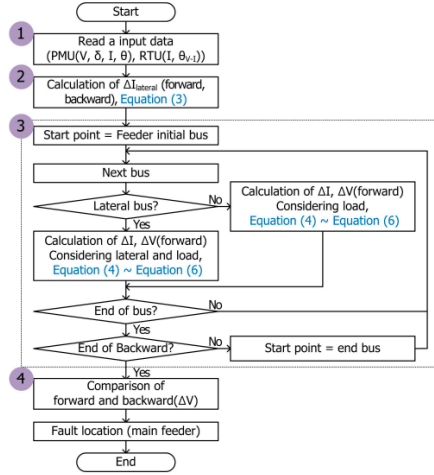 Start
1
Read a input data
(PMU(V, δ, I, θ), RTU(I, θV-I))
2
Calculation of ΔIlateral (forward,
backward), Equation (3)
3
Start point = Feeder initial bus
Next bus
Lateral bus?
No
Yes
Calculation of ΔI, ΔV(forward)
Considering load,
Equation (4) ~ Equation (6)
Calculation of ΔI, ΔV(forward)
Considering lateral and load,
Equation (4) ~ Equation (6)
End of bus?
No
Yes
End of Backward?
No
Start point = end bus
Yes
4
Comparison of
forward and backward(ΔV)
Fault location (main feeder)
End